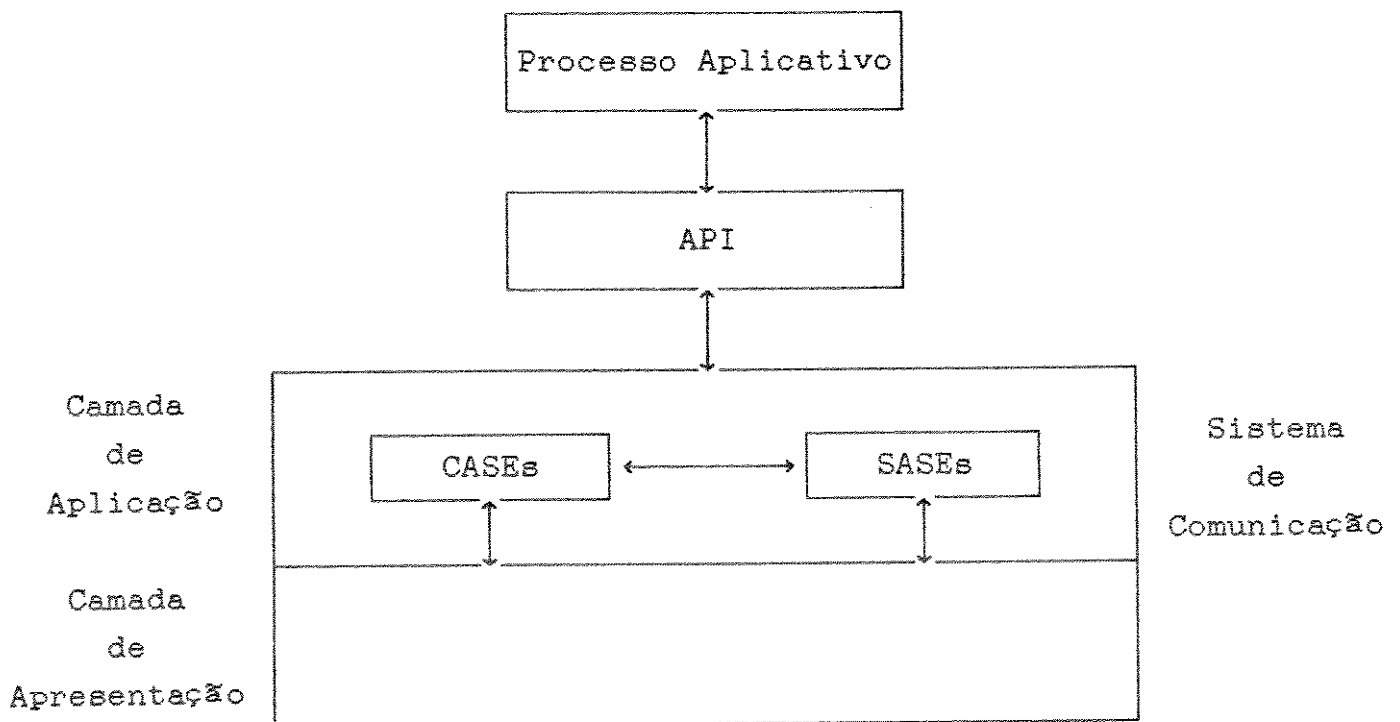 Processo Aplicativo
API
Camada
de
Aplicação
CASEs
SASEs
Sistema
de
Comunicação
Camada
de
Apresentação